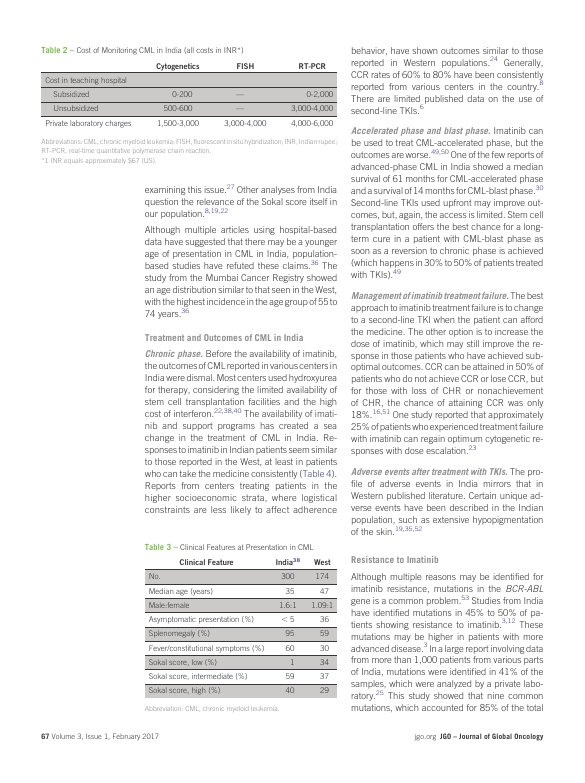 Table 2 – Cost of Monitoring CML in India (all costs in INR*)
Cytogenetics FISH RT-PCR
Cost in teaching hospital
Subsidized 0-200 — 0-2,000
Unsubsidized 500-600 — 3,000-4,000
Private laboratory charges 1,500-3,000 3,000-4,000 4,000-6,000
Abbreviations: CML, chronic myeloid leukemia; FISH, fluorescent in situ hybridization; INR, Indian rupee;
RT-PCR, real-time quantitative polymerase chain reaction.
*1 INR equals approximately $67 (US).
examining this issue.27 Other analyses from India
question the relevance of the Sokal score itself in
our population.8,19,22
Although multiple articles using hospital-based
data have suggested that there may be a younger
age of presentation in CML in India, population-
based studies have refuted these claims.36 The
study from the Mumbai Cancer Registry showed
an age distribution similar to that seen in the West,
with the highest incidence in the age group of 55 to
74 years.36
Treatment and Outcomes of CML in India
Chronic phase. Before the availability of imatinib,
the outcomes of CML reported in various centers in
India were dismal. Most centers used hydroxyurea
for therapy, considering the limited availability of
stem cell transplantation facilities and the high
cost of interferon.22,38,40 The availability of imati-
nib and support programs has created a sea
change in the treatment of CML in India. Re-
sponses to imatinib in Indian patients seem similar
to those reported in the West, at least in patients
who can take the medicine consistently (Table 4).
Reports from centers treating patients in the
higher socioeconomic strata, where logistical
constraints are less likely to affect adherence
Table 3 – Clinical Features at Presentation in CML
Clinical Feature India38 West
No. 300 174
Median age (years) 35 47
Male:female 1.6:1 1.09:1
Asymptomatic presentation (%) < 5 36
Splenomegaly (%) 95 59
Fever/constitutional symptoms (%) 60 30
Sokal score, low (%) 1 34
Sokal score, intermediate (%) 59 37
Sokal score, high (%) 40 29
Abbreviation: CML, chronic myeloid leukemia.
behavior, have shown outcomes similar to those
reported in Western populations.24 Generally,
CCR rates of 60% to 80% have been consistently
reported from various centers in the country.8
There are limited published data on the use of
second-line TKIs.6
Accelerated phase and blast phase. Imatinib can
be used to treat CML-accelerated phase, but the
outcomes are worse.49,50 One of the few reports of
advanced-phase CML in India showed a median
survival of 61 months for CML-accelerated phase
and a survival of 14 months for CML-blast phase.30
Second-line TKIs used upfront may improve out-
comes, but, again, the access is limited. Stem cell
transplantation offers the best chance for a long-
term cure in a patient with CML-blast phase as
soon as a reversion to chronic phase is achieved
(which happens in 30% to 50% of patients treated
with TKIs).49
Management of imatinib treatment failure. The best
approach to imatinib treatment failure is to change
to a second-line TKI when the patient can afford
the medicine. The other option is to increase the
dose of imatinib, which may still improve the re-
sponse in those patients who have achieved sub-
optimal outcomes. CCR can be attained in 50% of
patients who do not achieve CCR or lose CCR, but
for those with loss of CHR or nonachievement
of CHR, the chance of attaining CCR was only
18%.16,51 One study reported that approximately
25% of patients who experienced treatment failure
with imatinib can regain optimum cytogenetic re-
sponses with dose escalation.23
Adverse events after treatment with TKIs. The pro-
file of adverse events in India mirrors that in
Western published literature. Certain unique ad-
verse events have been described in the Indian
population, such as extensive hypopigmentation
of the skin.19,35,52
Resistance to Imatinib
Although multiple reasons may be identified for
imatinib resistance, mutations in the BCR-ABL
gene is a common problem.53 Studies from India
have identified mutations in 45% to 50% of pa-
tients showing resistance to imatinib.3,12 These
mutations may be higher in patients with more
advanced disease.3 In a large report involving data
from more than 1,000 patients from various parts
of India, mutations were identified in 41% of the
samples, which were analyzed by a private labo-
ratory.25 This study showed that nine common
mutations, which accounted for 85% of the total
67 Volume 3, Issue 1, February 2017
jgo.org JGO – Journal of Global Oncology